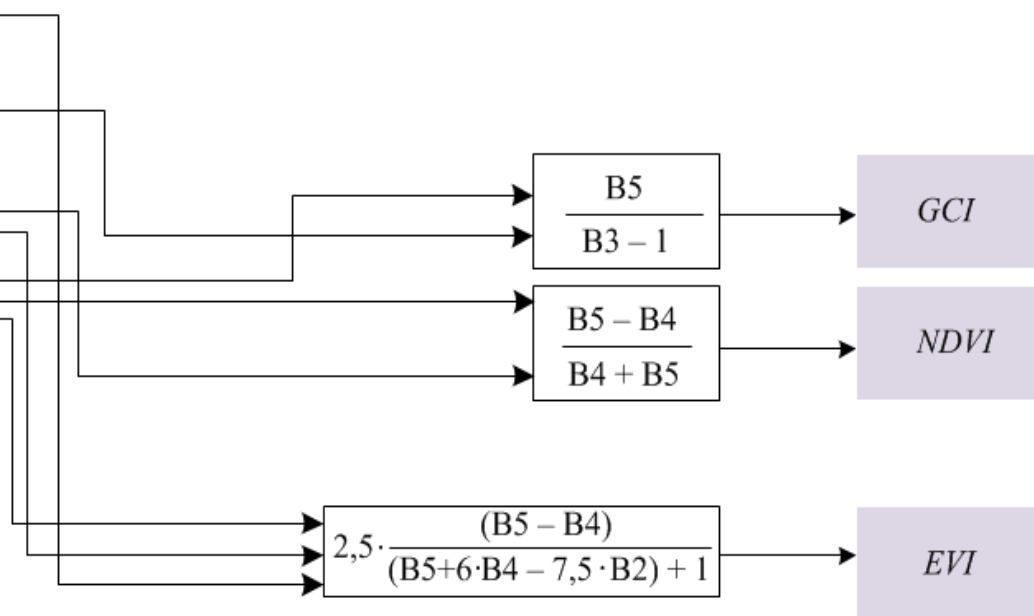 B5
B3 – 1
GCI
B5 – B4
B4 + B5
NDVI
(B5 – B4)
2,5·
(B5+6·B4 – 7,5·B2) + 1
EVI